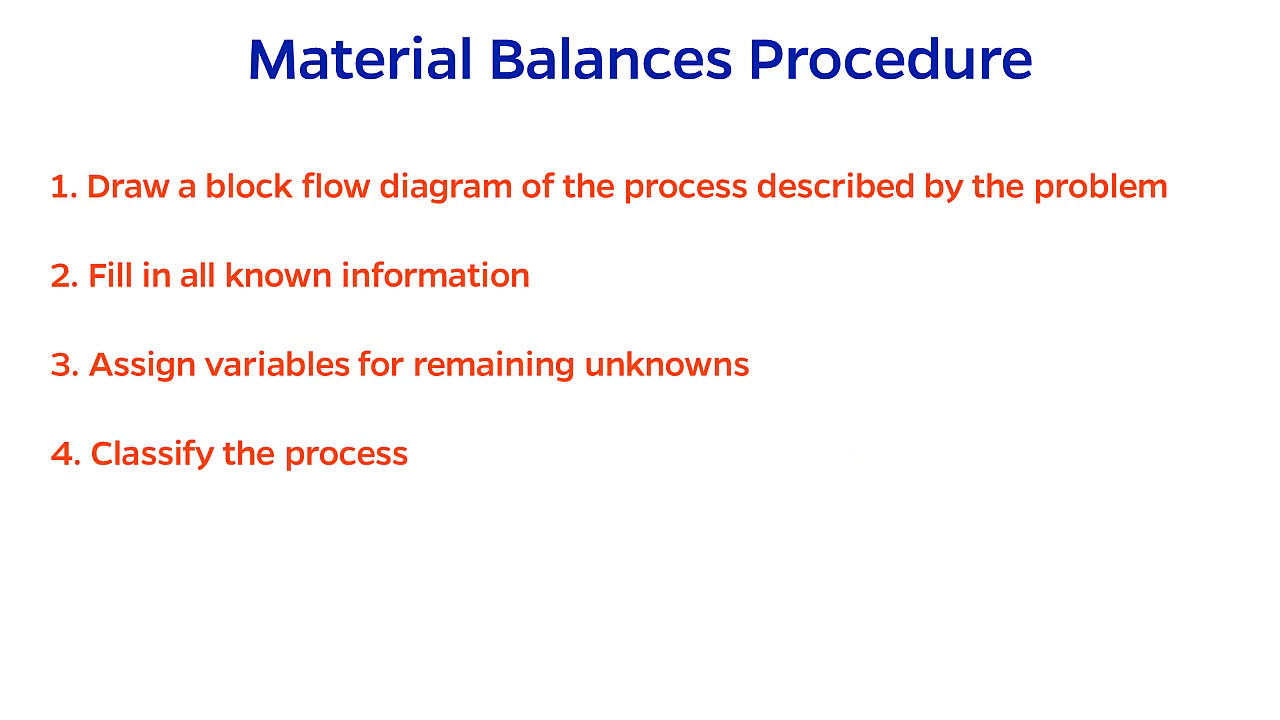 Material Balances Procedure
1. Draw a block flow diagram of the process described by the problem
2. Fill in all known information
3. Assign variables for remaining unknowns
4. Classify the process